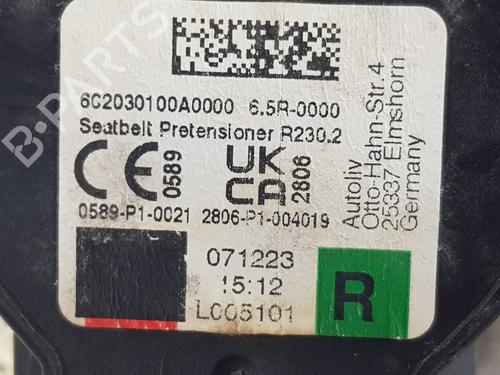 602030100A0000 6.5R-0000
Seatbelt Pretensioner R230.2
CE 0589
UK CA 2806
0589-P1-0021 2806-P1-004019
Autoliv
Otto-Hahn-Str.4
25337 Elmshorn
Germany
071223
15:12
L005101
R
B-Parts